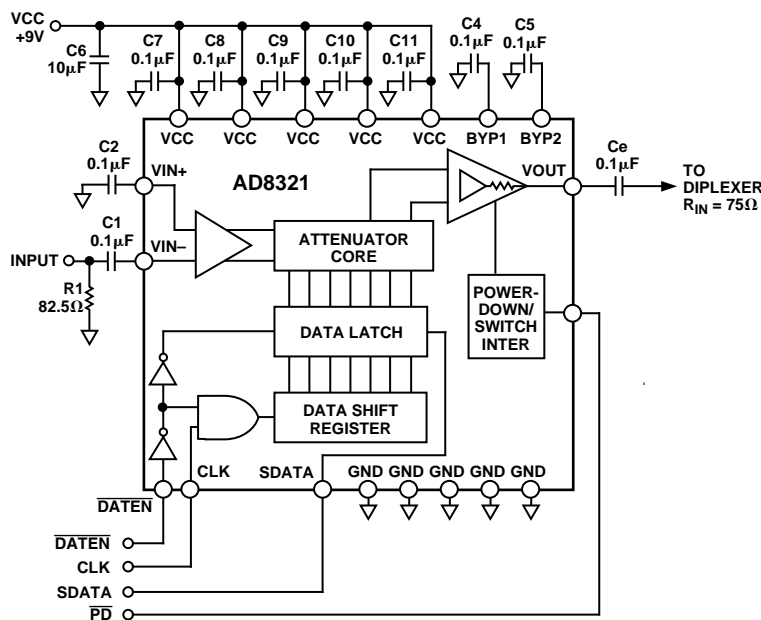 VCC
+9V
C6
10µF
C7
0.1µF
C8
0.1µF
C9
0.1µF
C10
0.1µF
C11
0.1µF
C4
0.1µF
C5
0.1µF
VCC
VCC
VCC
VCC
VCC
BYP1
BYP2
C2
0.1µF
VIN+
AD8321
VOUT
Ce
0.1µF
TO
DIPLEXER
RIN = 75Ω
C1
0.1µF
VIN–
INPUT
R1
82.5Ω
ATTENUATOR
CORE
POWER-
DOWN/
SWITCH
INTER
DATA LATCH
DATA SHIFT
REGISTER
DATEN
CLK
SDATA
GND
GND
GND
GND
GND
DATEN
CLK
SDATA
PD